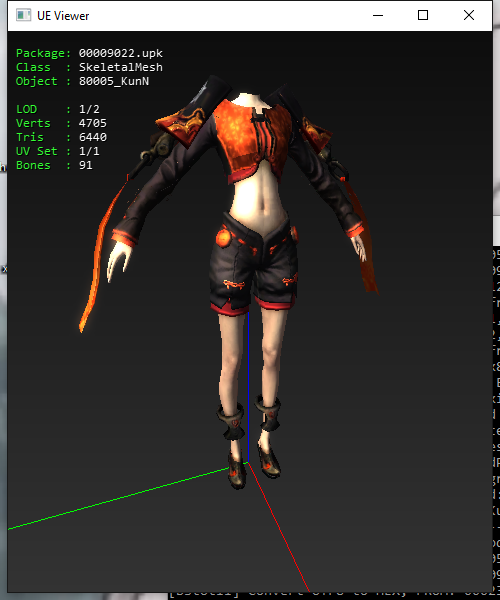 UE Viewer
Package: 00009022.upk
Class : SkeletalMesh
Object : 80005_KunN
LOD : 1/2
Verts : 4705
Tris : 6440
UV Set : 1/1
Bones : 91